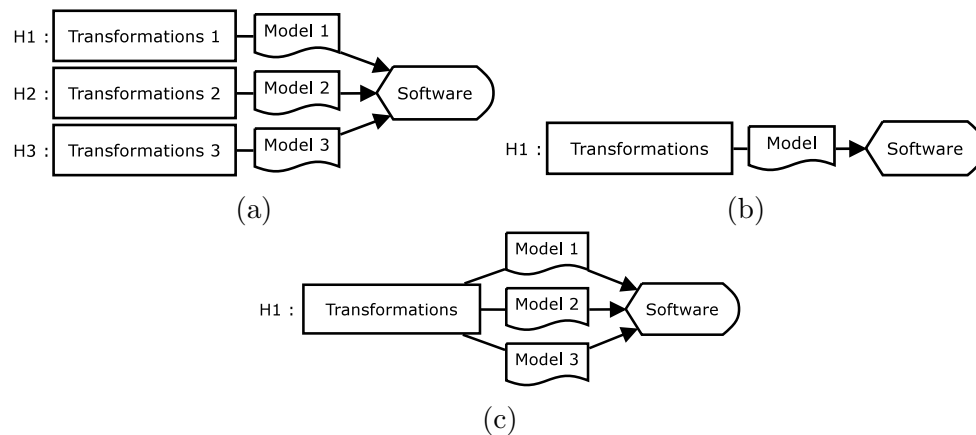 H1 : Transformations 1 Model 1
H2 : Transformations 2 Model 2 Software
H3 : Transformations 3 Model 3
(a)
H1 : Transformations Model Software
(b)
Model 1
H1 : Transformations Model 2 Software
Model 3
(c)